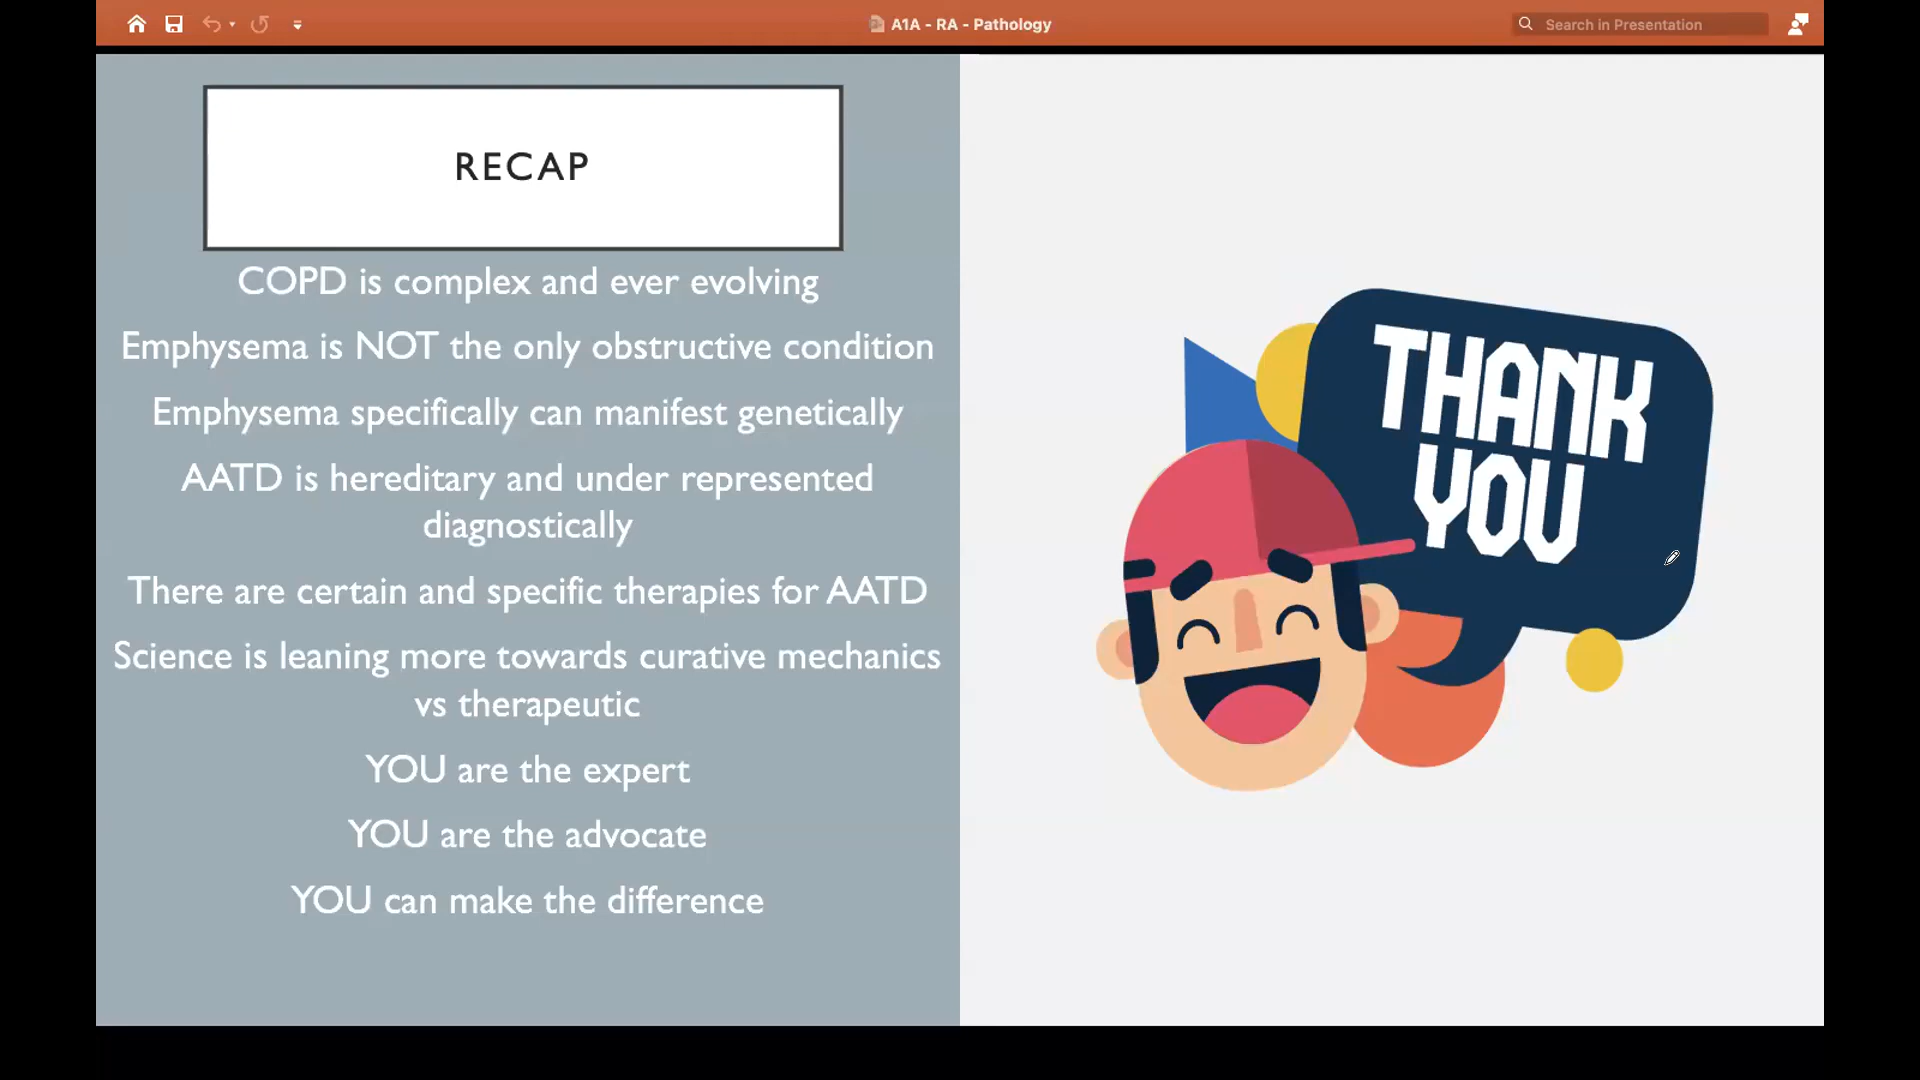 A1A - RA - Pathology
Search in Presentation
RECAP
COPD is complex and ever evolving
Emphysema is NOT the only obstructive condition
Emphysema specifically can manifest genetically
AATD is hereditary and under represented
diagnostically
There are certain and specific therapies for AATD
Science is leaning more towards curative mechanics
vs therapeutic
YOU are the expert
YOU are the advocate
YOU can make the difference
THANK
YOU